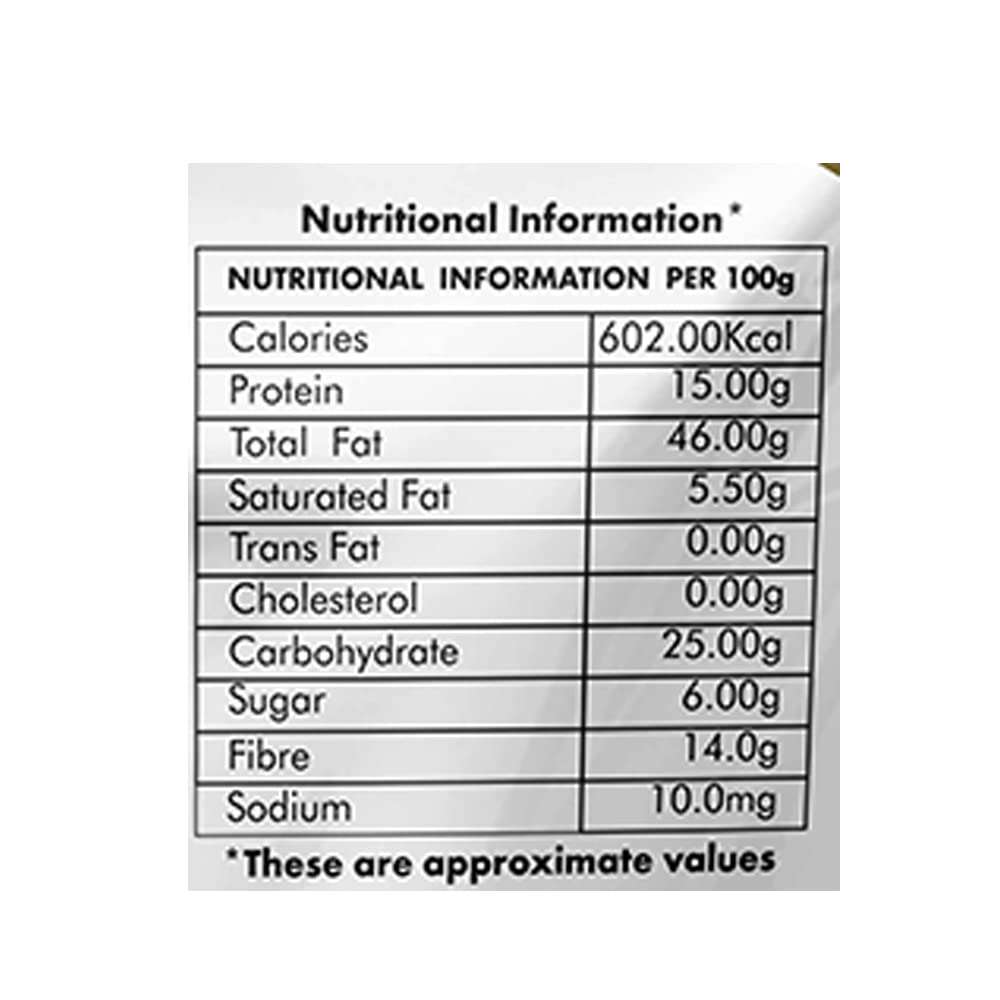 Nutritional Information*
NUTRITIONAL INFORMATION PER 100g
Calories 602.00Kcal
Protein 15.00g
Total Fat 46.00g
Saturated Fat 5.50g
Trans Fat 0.00g
Cholesterol 0.00g
Carbohydrate 25.00g
Sugar 6.00g
Fibre 14.0g
Sodium 10.0mg
*These are approximate values